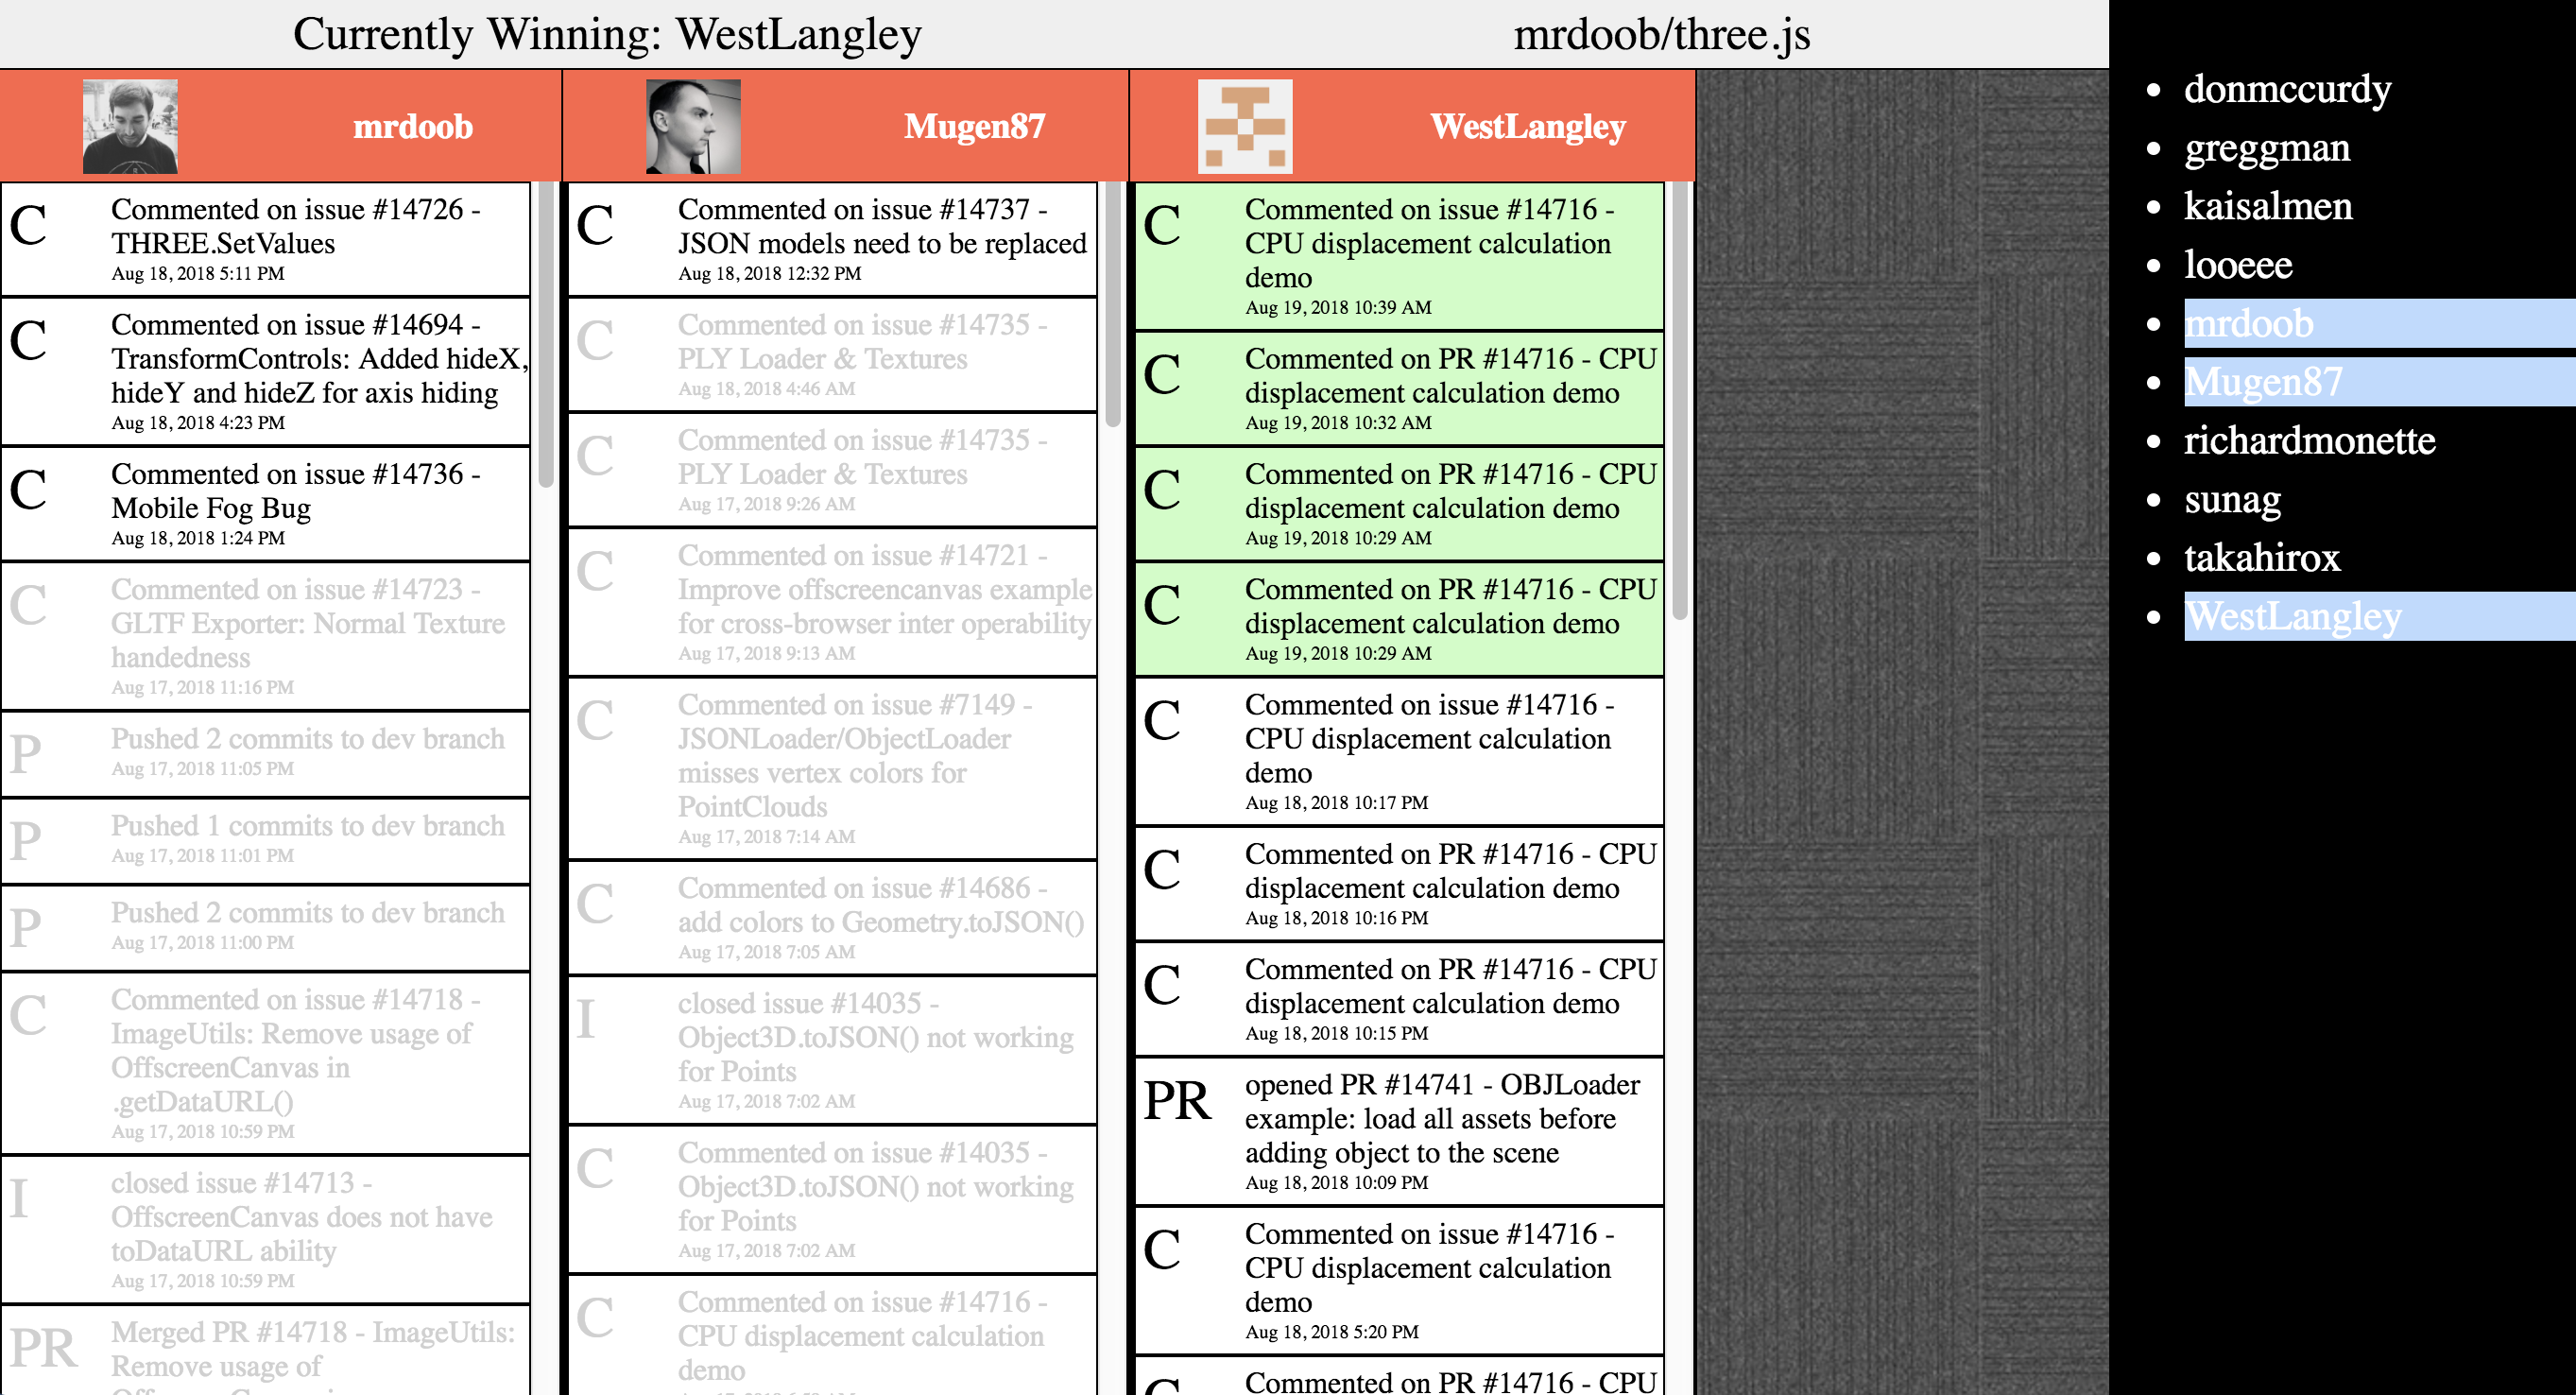 Currently Winning: WestLangley
mrdoob/three.js
mrdoob
C
Commented on issue #14726 -
THREE.SetValues
Aug 18, 2018 5:11 PM
C
Commented on issue #14694 -
TransformControls: Added hideX,
hideY and hideZ for axis hiding
Aug 18, 2018 4:23 PM
C
Commented on issue #14736 -
Mobile Fog Bug
Aug 18, 2018 1:24 PM
C
Commented on issue #14723 -
GLTF Exporter: Normal Texture
handedness
Aug 17, 2018 11:16 PM
P
Pushed 2 commits to dev branch
Aug 17, 2018 11:05 PM
P
Pushed 1 commits to dev branch
Aug 17, 2018 11:01 PM
P
Pushed 2 commits to dev branch
Aug 17, 2018 11:00 PM
C
Commented on issue #14718 -
ImageUtils: Remove usage of
OffscreenCanvas in
.getDataURL()
Aug 17, 2018 10:59 PM
I
closed issue #14713 -
OffscreenCanvas does not have
toDataURL ability
Aug 17, 2018 10:59 PM
PR
Merged PR #14718 - ImageUtils:
Remove usage of
Mugen87
C
Commented on issue #14737 -
JSON models need to be replaced
Aug 18, 2018 12:32 PM
C
Commented on issue #14735 -
PLY Loader & Textures
Aug 18, 2018 4:46 AM
C
Commented on issue #14735 -
PLY Loader & Textures
Aug 17, 2018 9:26 AM
C
Commented on issue #14721 -
Improve offscreencanvas example
for cross-browser inter operability
Aug 17, 2018 9:13 AM
C
Commented on issue #7149 -
JSONLoader/ObjectLoader
misses vertex colors for
PointClouds
Aug 17, 2018 7:14 AM
C
Commented on issue #14686 -
add colors to Geometry.toJSON()
Aug 17, 2018 7:05 AM
I
closed issue #14035 -
Object3D.toJSON() not working
for Points
Aug 17, 2018 7:02 AM
C
Commented on issue #14035 -
Object3D.toJSON() not working
for Points
Aug 17, 2018 7:02 AM
C
Commented on issue #14716 -
CPU displacement calculation
demo
WestLangley
C
Commented on issue #14716 -
CPU displacement calculation
demo
Aug 19, 2018 10:39 AM
C
Commented on PR #14716 - CPU
displacement calculation demo
Aug 19, 2018 10:32 AM
C
Commented on PR #14716 - CPU
displacement calculation demo
Aug 19, 2018 10:29 AM
C
Commented on PR #14716 - CPU
displacement calculation demo
Aug 19, 2018 10:29 AM
C
Commented on issue #14716 -
CPU displacement calculation
demo
Aug 18, 2018 10:17 PM
C
Commented on PR #14716 - CPU
displacement calculation demo
Aug 18, 2018 10:16 PM
C
Commented on PR #14716 - CPU
displacement calculation demo
Aug 18, 2018 10:15 PM
PR
opened PR #14741 - OBJLoader
example: load all assets before
adding object to the scene
Aug 18, 2018 10:09 PM
C
Commented on issue #14716 -
CPU displacement calculation
demo
Aug 18, 2018 5:20 PM
C
Commented on PR #14716 - CPU
donmccurdy
greggman
kaisalmen
looeee
mrdoob
Mugen87
richardmonette
sunag
takahirox
WestLangley